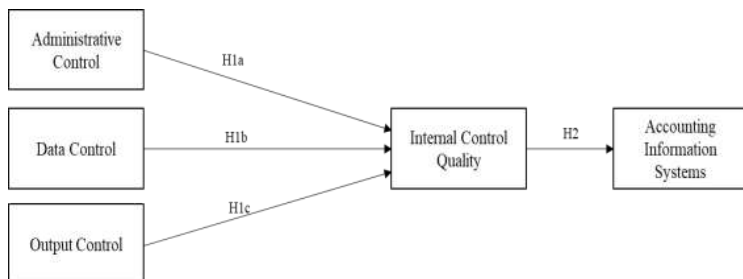 Administrative
Control
H1a
Data Control
H1b
Output Control
H1c
Internal Control
Quality
H2
Accounting
Information
Systems